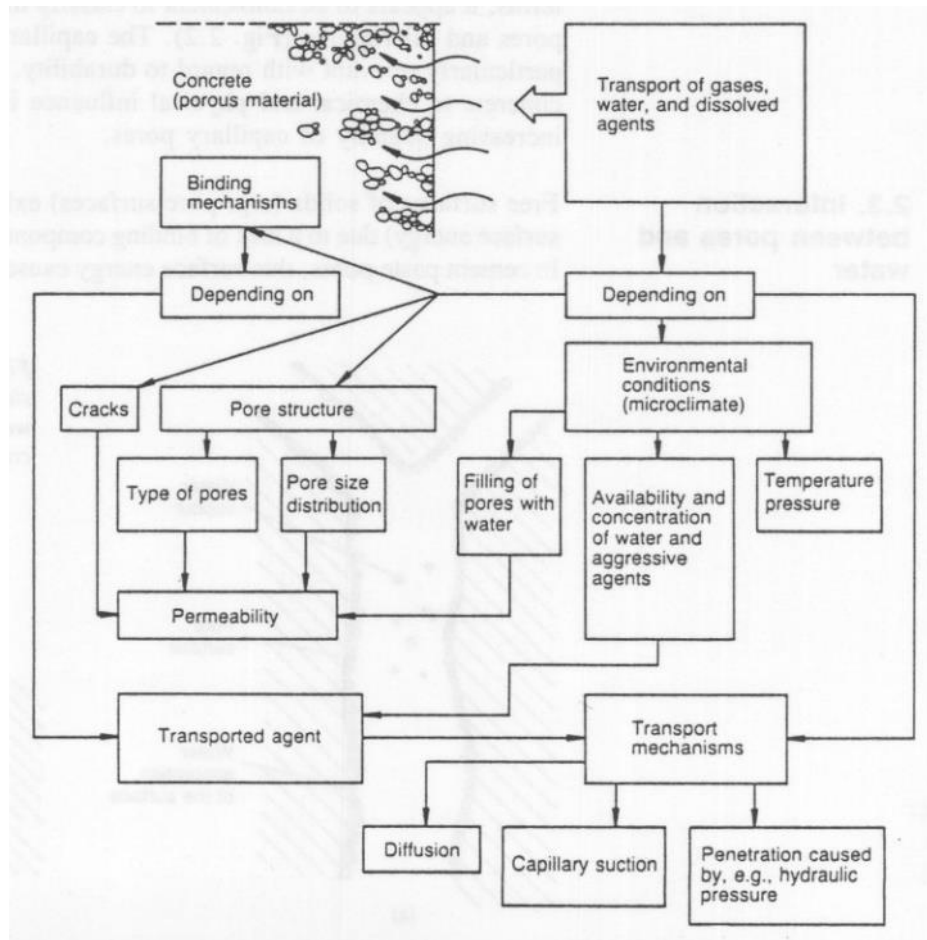 Concrete
(porous material)
Transport of gases,
water, and dissolved
agents
Binding
mechanisms
Depending on
Depending on
Environmental
conditions
(microclimate)
Cracks
Pore structure
Type of pores
Pore size
distribution
Filling of
pores with
water
Availability and
concentration
of water and
aggressive
agents
Temperature
pressure
Permeability
Transported agent
Transport
mechanisms
Diffusion
Capillary suction
Penetration caused
by, e.g., hydraulic
pressure
2.3. Interaction
between pores and
water